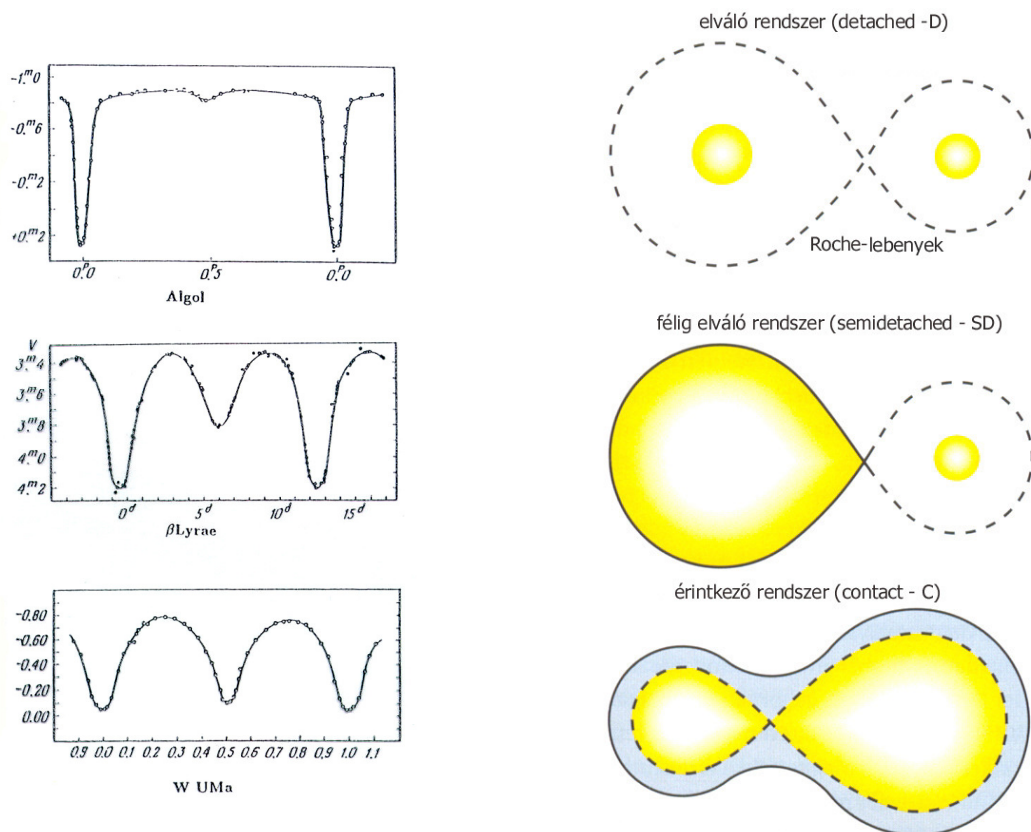 -1.ᵐ0
-0.ᵐ6
-0.ᵐ2
+0.ᵐ2
0.ᴾ0 0.ᴾ5 0.ᴾ0
Algol
V
3.ᵐ4
3.ᵐ6
3.ᵐ8
4.ᵐ0
4.ᵐ2
0ᵈ 5ᵈ 10ᵈ 15ᵈ
βLyrae
-0.80
-0.60
-0.40
-0.20
0.00
0.9 0.0 0.1 0.2 0.3 0.4 0.5 0.6 0.7 0.8 0.9 1.0 1.1
W UMa
elváló rendszer (detached -D)
Roche-lebenyek
félig elváló rendszer (semidetached - SD)
érintkező rendszer (contact - C)